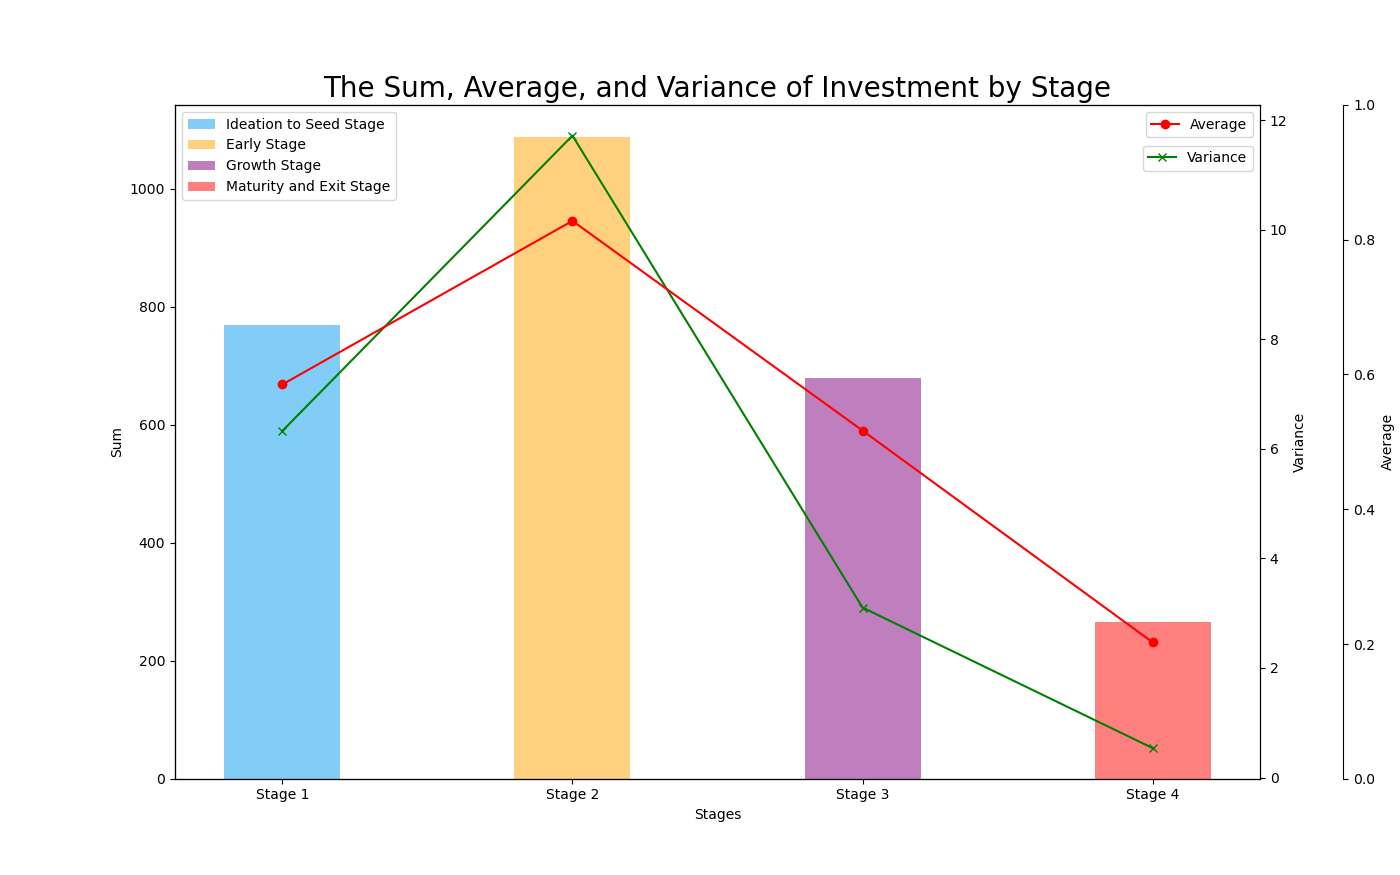 The Sum, Average, and Variance of Investment by Stage
Ideation to Seed Stage
Early Stage
Growth Stage
Maturity and Exit Stage
Average
Variance
1000
800
600
400
200
0
Sum
12
10
8
6
4
2
0
Variance
1.0
0.8
0.6
0.4
0.2
0.0
Average
Stage 1
Stage 2
Stage 3
Stage 4
Stages